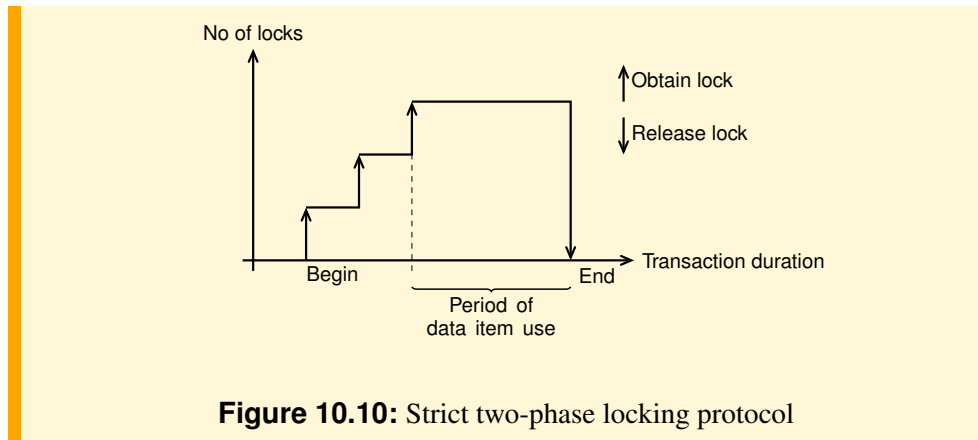 No of locks
Obtain lock
Release lock
Transaction duration
Begin
End
Period of
data item use
Figure 10.10: Strict two-phase locking protocol